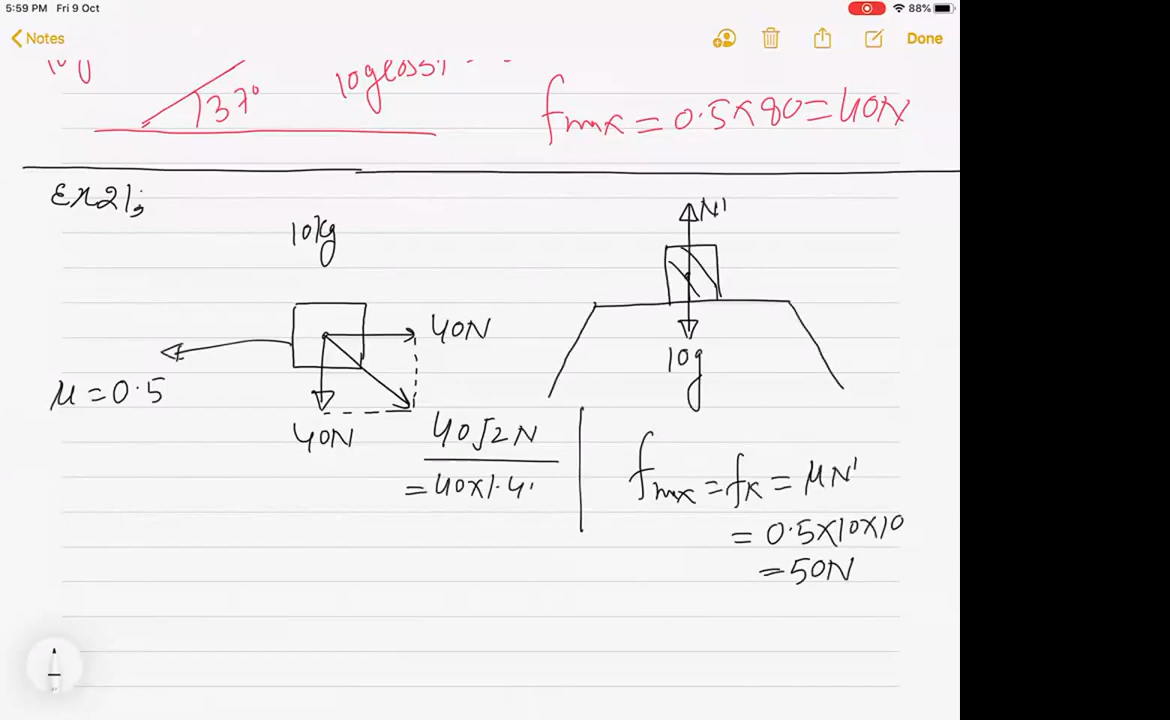 5:59 PM Fri 9 Oct
88%
Notes
Done
37°
fmax = 0.5×80 = 40N
Ex21;
10kg
N'
40N
10g
μ = 0.5
40N
40√2 N
= 40×1.4
fmax = fk = μN'
= 0.5×10×10
= 50N